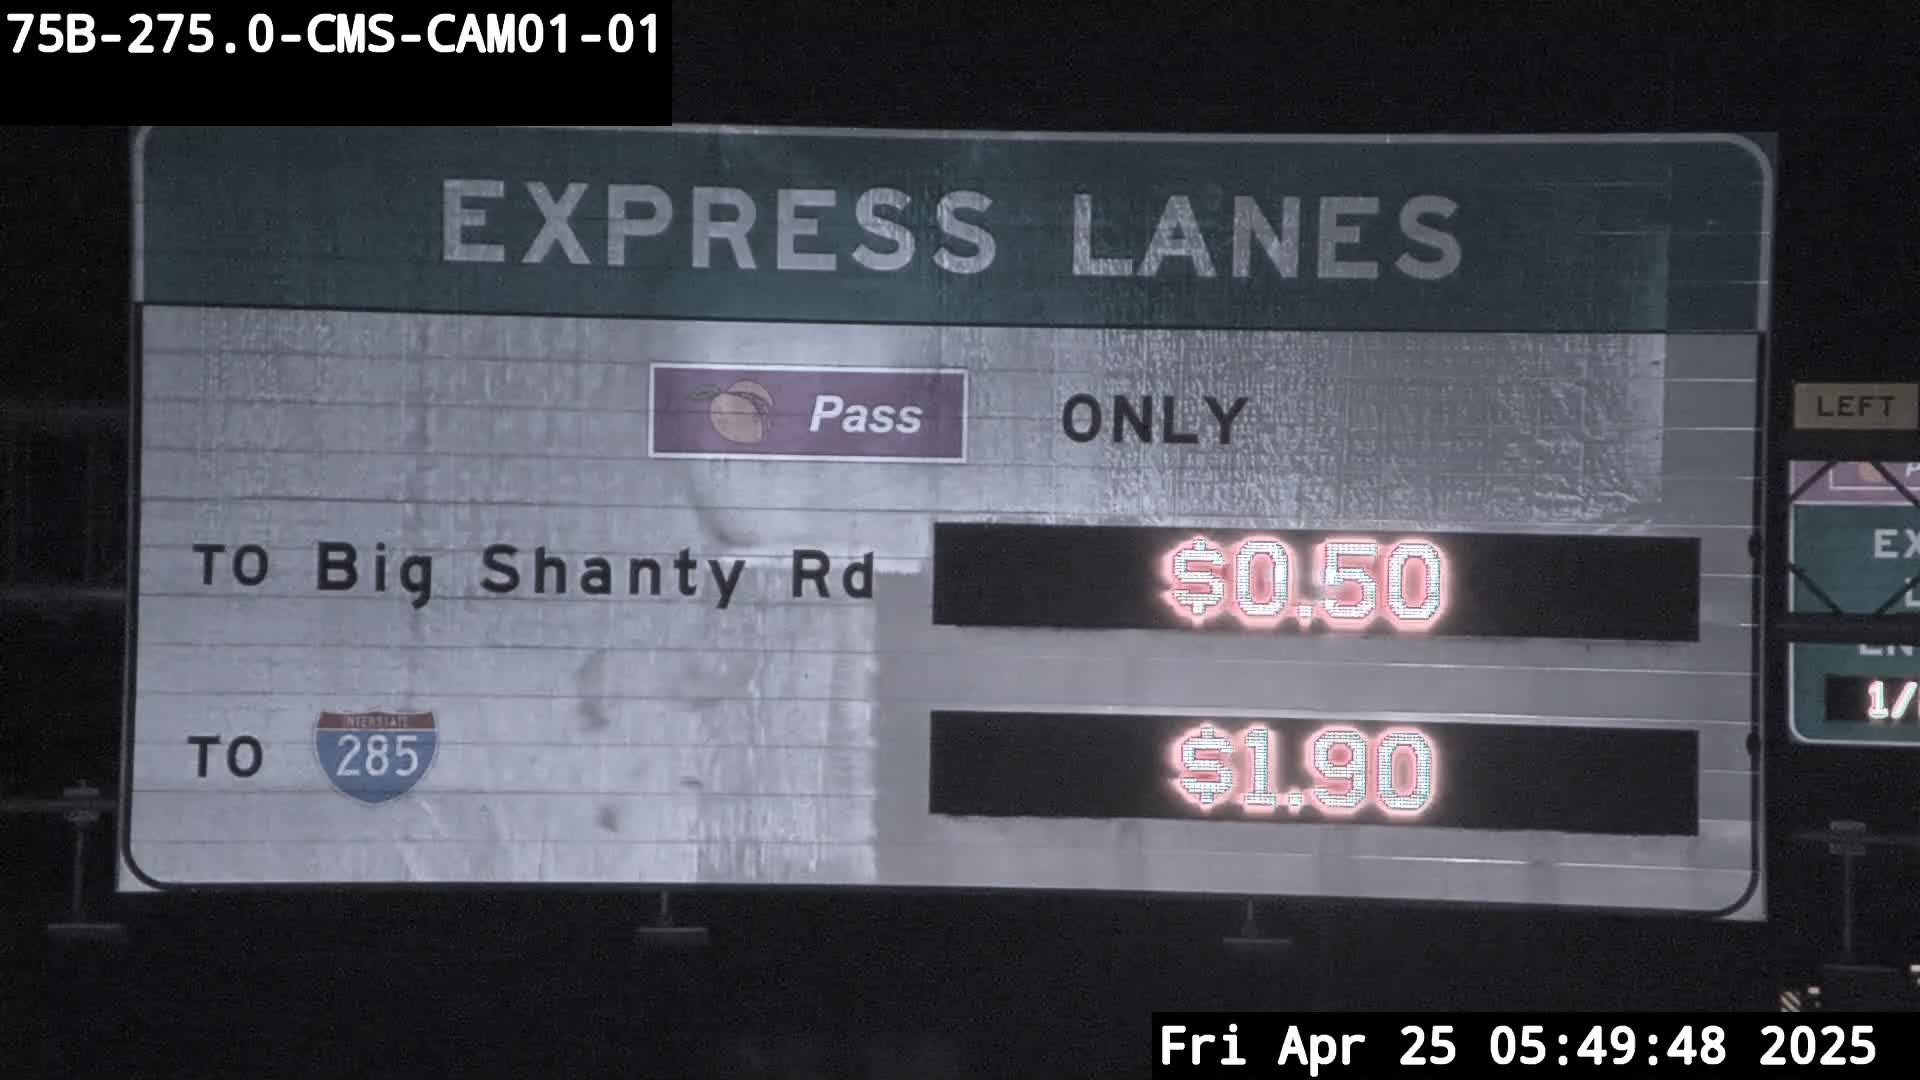 75B-275.0-CMS-CAM01-01
EXPRESS LANES
Pass ONLY
TO Big Shanty Rd $0.50
TO INTERSTATE 285 $1.90
LEFT
Fri Apr 25 05:49:48 2025